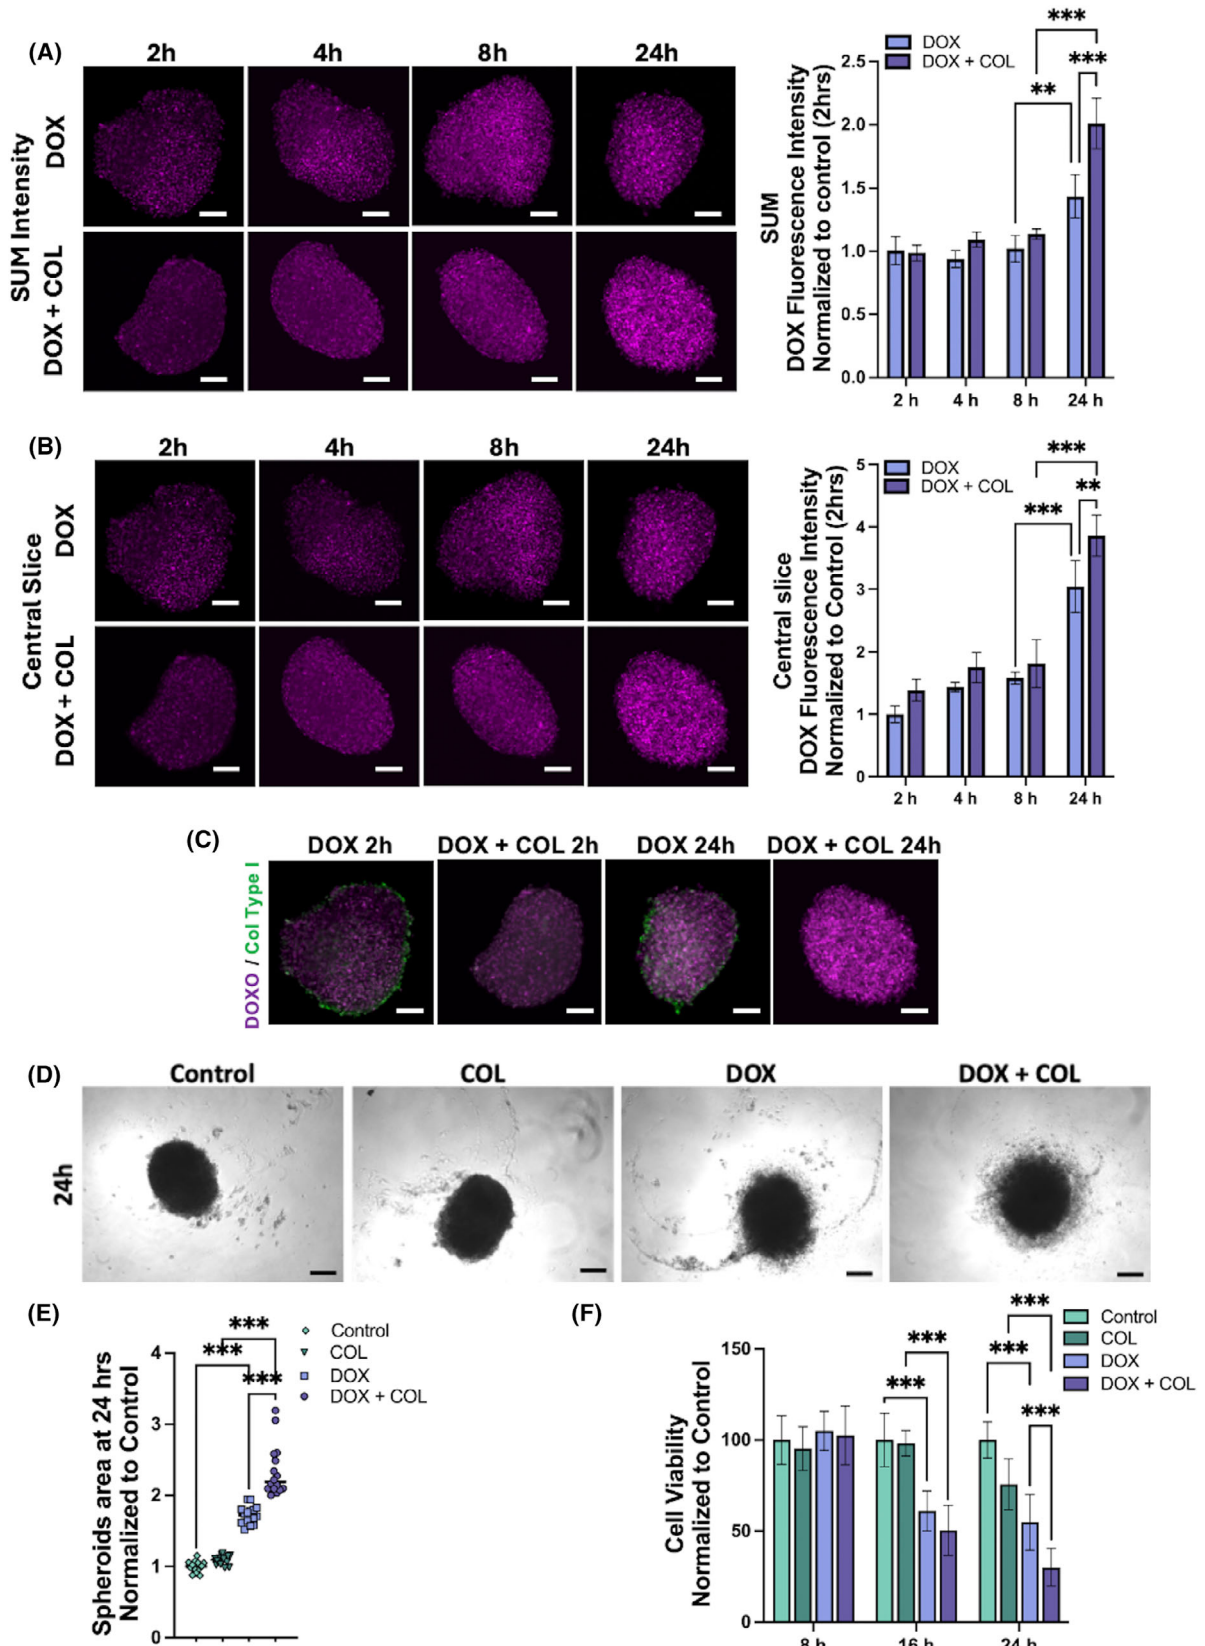 (A)
2h 4h 8h 24h
SUM Intensity
DOX
DOX + COL
DOX
DOX + COL
SUM
DOX Fluorescence Intensity
Normalized to control (2hrs)
2.5
2.0
1.5
1.0
0.5
0.0
***
***
**
2 h 4 h 8 h 24 h
(B)
2h 4h 8h 24h
Central Slice
DOX
DOX + COL
DOX
DOX + COL
Central slice
DOX Fluorescence Intensity
Normalized to Control (2hrs)
5
4
3
2
1
0
***
**
***
2 h 4 h 8 h 24 h
(C)
DOX 2h DOX + COL 2h DOX 24h DOX + COL 24h
DOXO / Col Type I
(D)
Control COL DOX DOX + COL
24h
(E)
Spheroids area at 24 hrs
Normalized to Control
4
3
2
1
0
***
***
***
Control
COL
DOX
DOX + COL
(F)
Cell Viability
Normalized to Control
150
100
50
0
***
***
***
***
***
Control
COL
DOX
DOX + COL
8 h 16 h 24 h